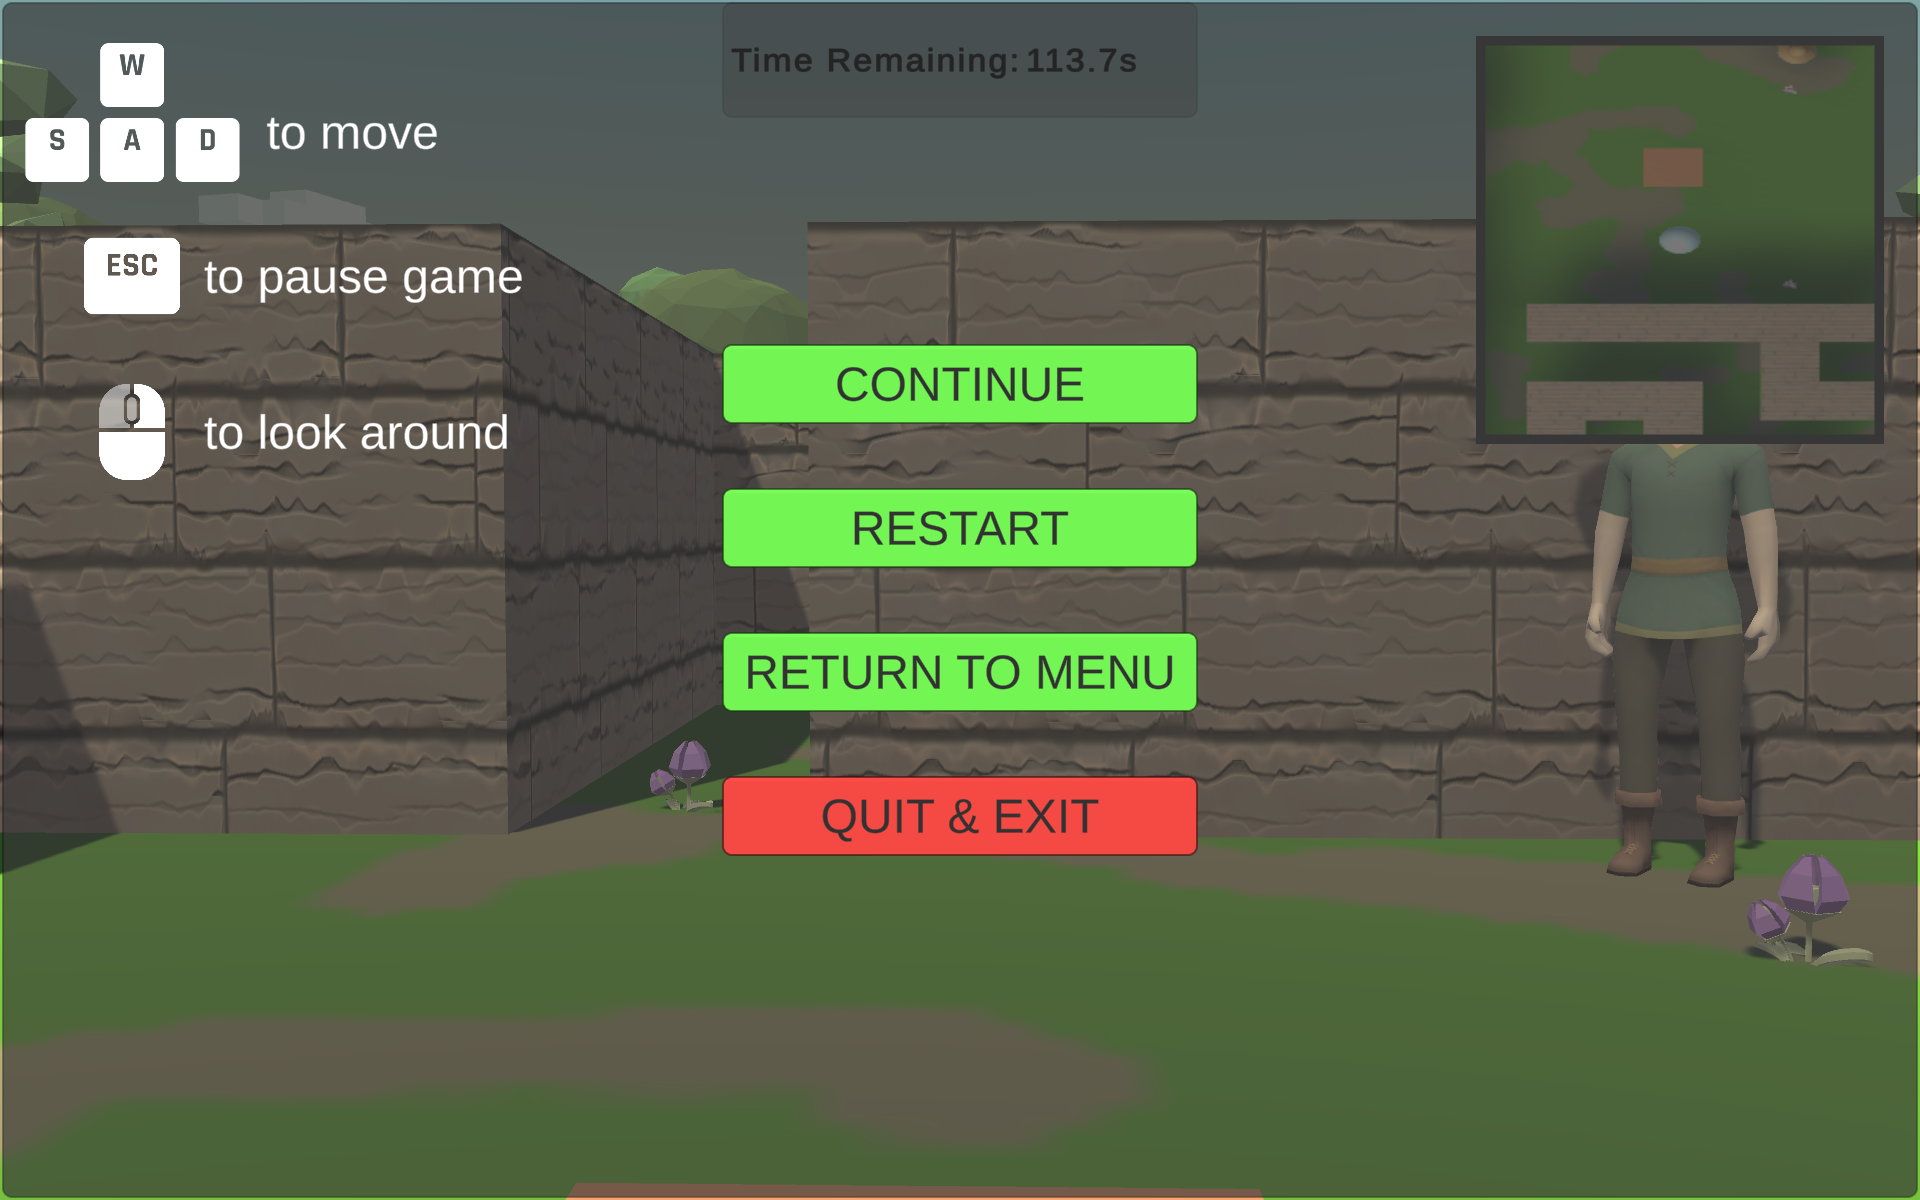 W
S A D to move
ESC to pause game
to look around
Time Remaining: 113.7s
CONTINUE
RESTART
RETURN TO MENU
QUIT & EXIT